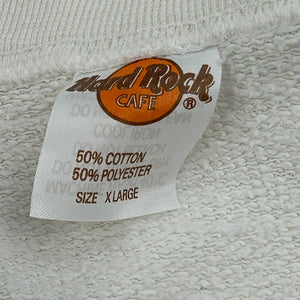 Hard Rock
CAFE ®
50% COTTON
50% POLYESTER
SIZE X LARGE